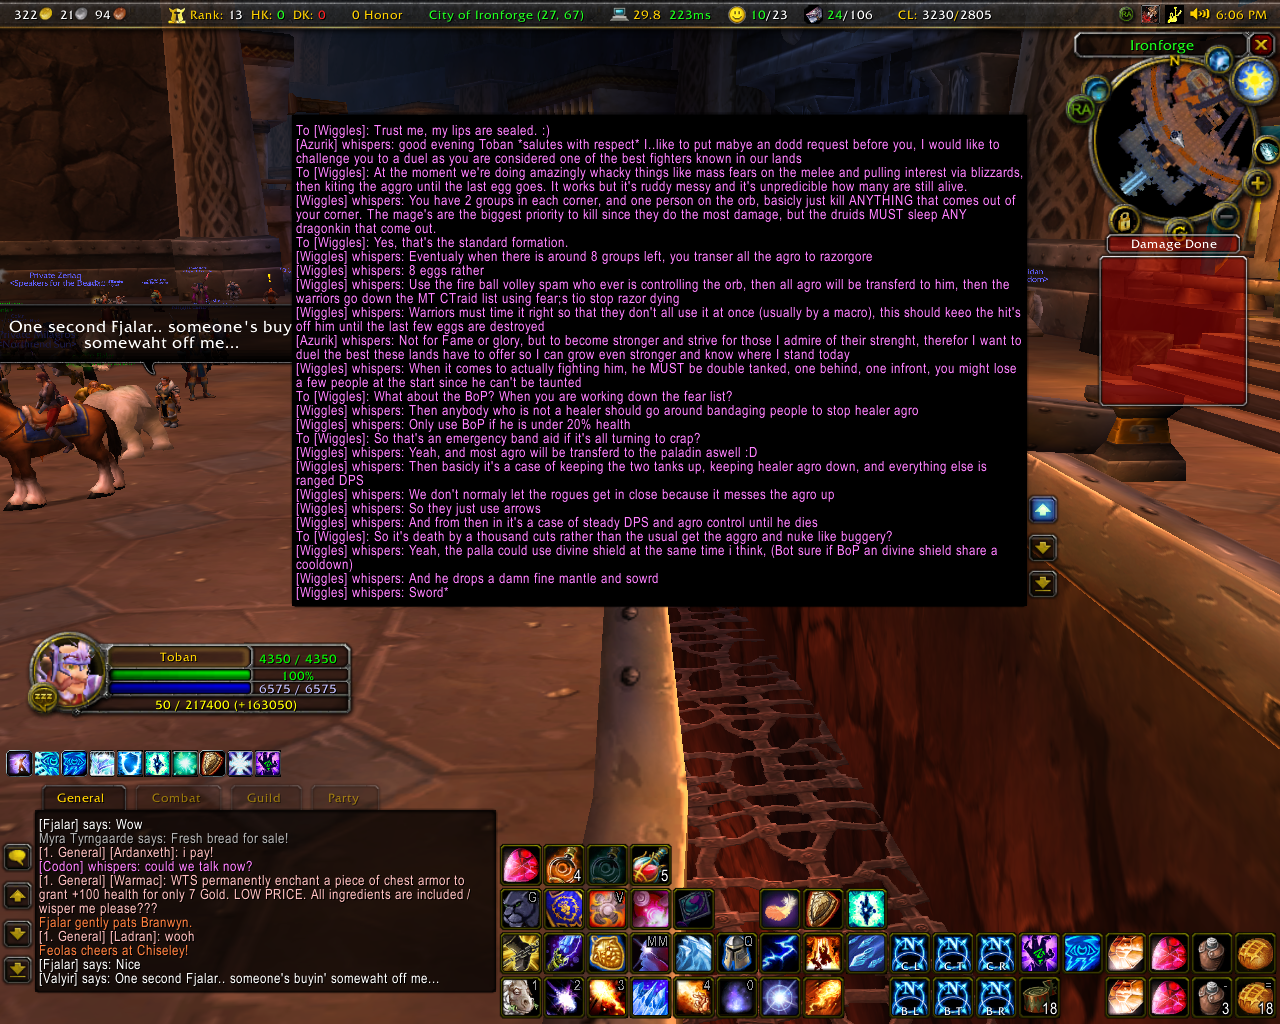 322 21 94 Rank: 13 HK: 0 DK: 0 0 Honor City of Ironforge (27, 67) 29.8 223ms 10/23 24/106 CL: 3230/2805 RA 6:06 PM
Ironforge
N
RA
Damage Done
To [Wiggles]: Trust me, my lips are sealed. :)
[Azurik] whispers: good evening Toban *salutes with respect* I..like to put mabye an dodd request before you, I would like to
challenge you to a duel as you are considered one of the best fighters known in our lands
To [Wiggles]: At the moment we're doing amazingly whacky things like mass fears on the melee and pulling interest via blizzards,
then kiting the aggro until the last egg goes. It works but it's ruddy messy and it's unpredicible how many are still alive.
[Wiggles] whispers: You have 2 groups in each corner, and one person on the orb, basicly just kill ANYTHING that comes out of
your corner. The mage's are the biggest priority to kill since they do the most damage, but the druids MUST sleep ANY
dragonkin that come out.
To [Wiggles]: Yes, that's the standard formation.
[Wiggles] whispers: Eventualy when there is around 8 groups left, you transer all the agro to razorgore
[Wiggles] whispers: 8 eggs rather
[Wiggles] whispers: Use the fire ball volley spam who ever is controlling the orb, then all agro will be transferd to him, then the
warriors go down the MT CTraid list using fear;s tio stop razor dying
[Wiggles] whispers: Warriors must time it right so that they don't all use it at once (usually by a macro), this should keeo the hit's
off him until the last few eggs are destroyed
[Azurik] whispers: Not for Fame or glory, but to become stronger and strive for those I admire of their strenght, therefor I want to
duel the best these lands have to offer so I can grow even stronger and know where I stand today
[Wiggles] whispers: When it comes to actually fighting him, he MUST be double tanked, one behind, one infront, you might lose
a few people at the start since he can't be taunted
To [Wiggles]: What about the BoP? When you are working down the fear list?
[Wiggles] whispers: Then anybody who is not a healer should go around bandaging people to stop healer agro
[Wiggles] whispers: Only use BoP if he is under 20% health
To [Wiggles]: So that's an emergency band aid if it's all turning to crap?
[Wiggles] whispers: Yeah, and most agro will be transferd to the paladin aswell :D
[Wiggles] whispers: Then basicly it's a case of keeping the two tanks up, keeping healer agro down, and everything else is
ranged DPS
[Wiggles] whispers: We don't normaly let the rogues get in close because it messes the agro up
[Wiggles] whispers: So they just use arrows
[Wiggles] whispers: And from then in it's a case of steady DPS and agro control until he dies
To [Wiggles]: So it's death by a thousand cuts rather than the usual get the aggro and nuke like buggery?
[Wiggles] whispers: Yeah, the palla could use divine shield at the same time i think, (Bot sure if BoP an divine shield share a
cooldown)
[Wiggles] whispers: And he drops a damn fine mantle and sowrd
[Wiggles] whispers: Sword*
Private Zerlaq
<Speakers for the Dead>
One second Fjalar.. someone's buy
somewaht off me...
Toban 4350 / 4350
100%
6575 / 6575
zzz
50 / 217400 (+163050)
General Combat Guild Party
[Fjalar] says: Wow
Myra Tyrngaarde says: Fresh bread for sale!
[1. General] [Ardanxeth]: i pay!
[Codon] whispers: could we talk now?
[1. General] [Warmac]: WTS permanently enchant a piece of chest armor to
grant +100 health for only 7 Gold. LOW PRICE. All ingredients are included /
wisper me please???
Fjalar gently pats Branwyn.
[1. General] [Ladran]: wooh
Feolas cheers at Chiseley!
[Fjalar] says: Nice
[Valyir] says: One second Fjalar.. someone's buyin' somewaht off me...
4 5
G V
MM Q C-L C-T C-R
1 2 3 4 0 B-L B-T B-R 18 - 3 = 18